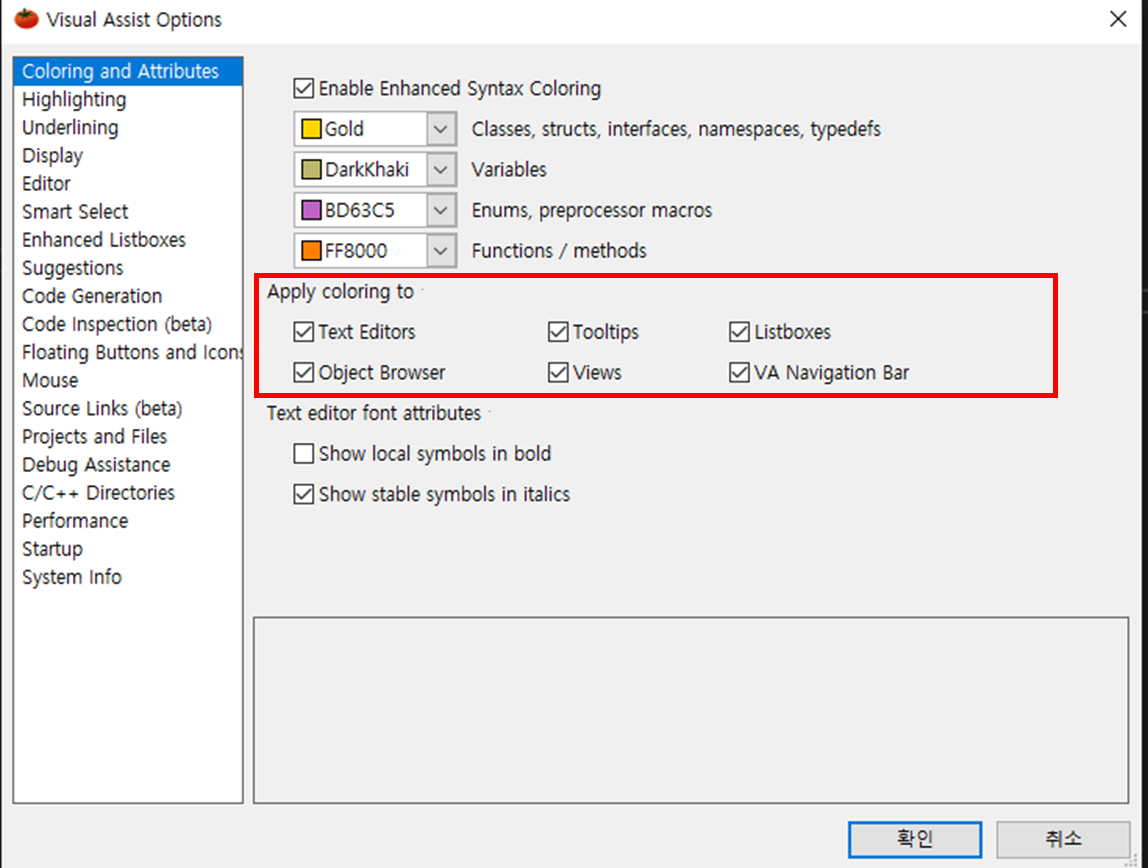 Visual Assist Options
Coloring and Attributes
Highlighting
Underlining
Display
Editor
Smart Select
Enhanced Listboxes
Suggestions
Code Generation
Code Inspection (beta)
Floating Buttons and Icons
Mouse
Source Links (beta)
Projects and Files
Debug Assistance
C/C++ Directories
Performance
Startup
System Info
Enable Enhanced Syntax Coloring
Gold Classes, structs, interfaces, namespaces, typedefs
DarkKhaki Variables
BD63C5 Enums, preprocessor macros
FF8000 Functions / methods
Apply coloring to
Text Editors Tooltips Listboxes
Object Browser Views VA Navigation Bar
Text editor font attributes
Show local symbols in bold
Show stable symbols in italics
확인 취소